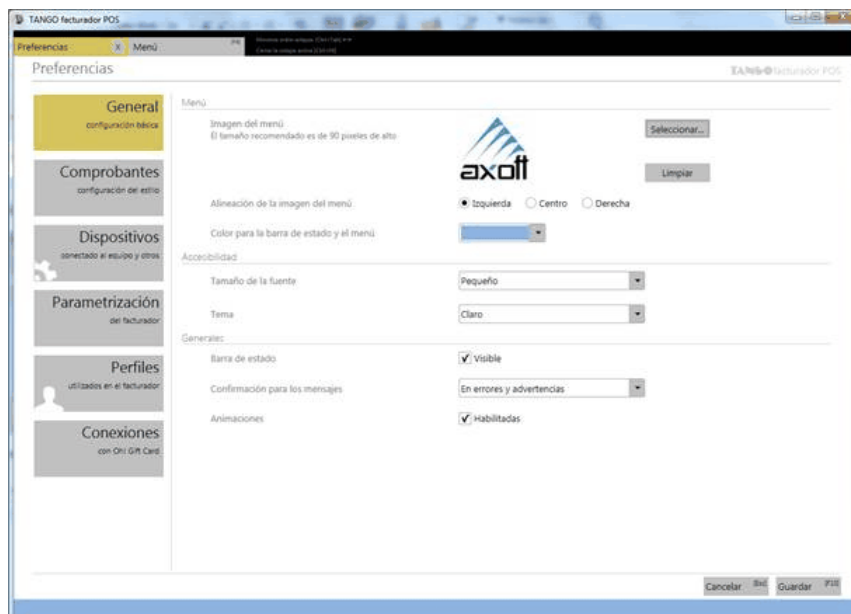 TANGO facturador POS
Preferencias X Menú
Preferencias
TANGO facturador POS
General
configuración básica
Comprobantes
configuración del estilo
Dispositivos
conectado al equipo y otros
Parametrización
del facturador
Perfiles
utilizados en el facturador
Conexiones
con Oh! Gift Card
Menú
Imagen del menú
El tamaño recomendado es de 90 pixeles de alto
axoft
Seleccionar...
Limpiar
Alineación de la imagen del menú
Izquierda Centro Derecha
Color para la barra de estado y el menú
Accesibilidad
Tamaño de la fuente Pequeño
Tema Claro
Generales
Barra de estado Visible
Confirmación para los mensajes En errores y advertencias
Animaciones Habilitadas
Cancelar Esc Guardar F10